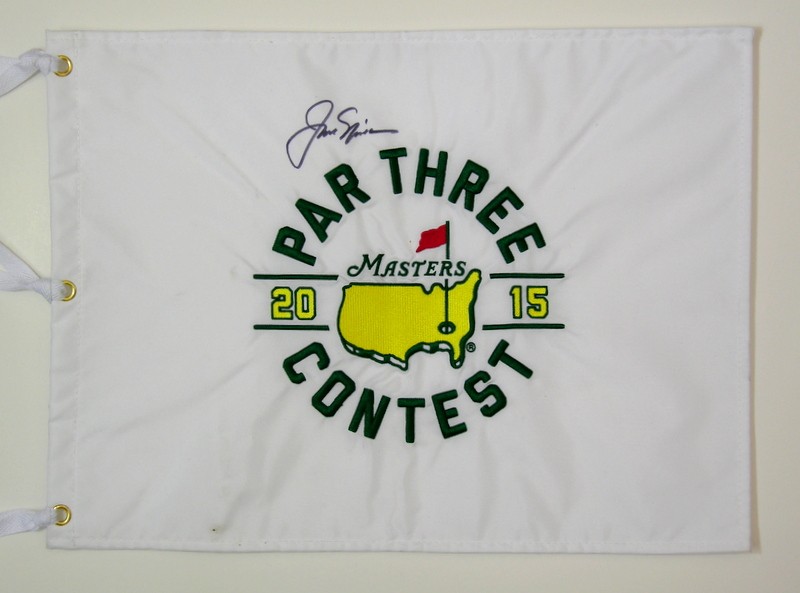 PAR THREE
MASTERS
20 15
®
CONTEST